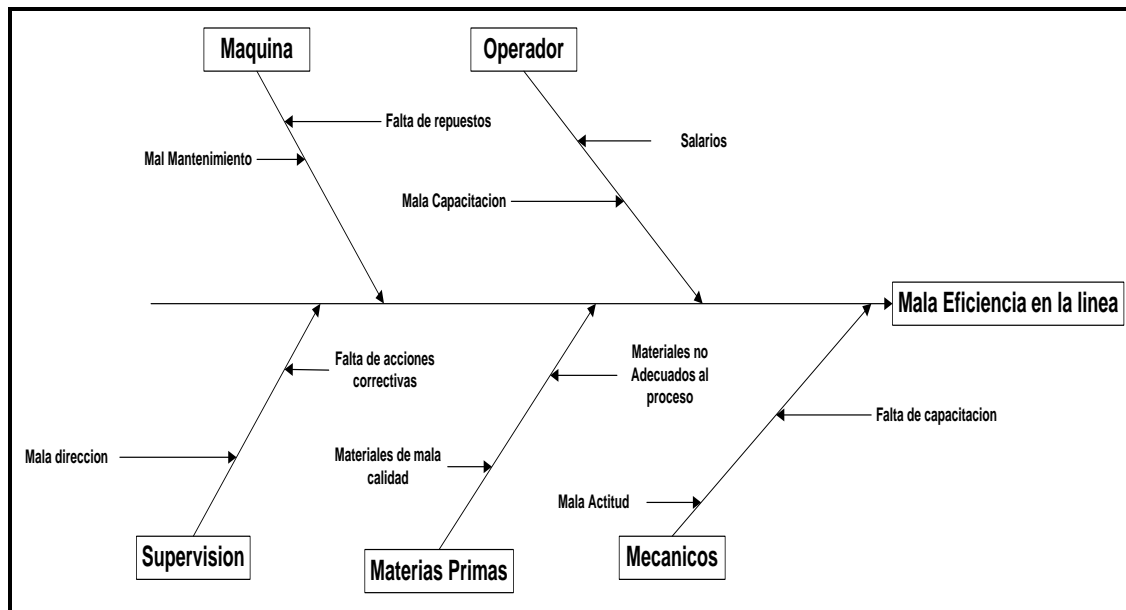 Maquina
Operador
Falta de repuestos
Salarios
Mal Mantenimiento
Mala Capacitacion
Mala Eficiencia en la linea
Falta de acciones
correctivas
Materiales no
Adecuados al
proceso
Falta de capacitacion
Mala direccion
Materiales de mala
calidad
Mala Actitud
Supervision
Materias Primas
Mecanicos